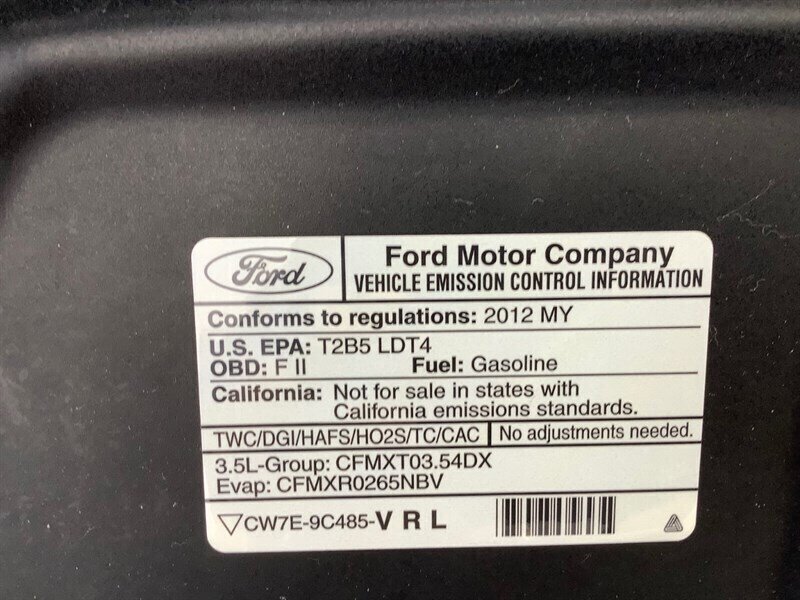 Ford
Ford Motor Company
VEHICLE EMISSION CONTROL INFORMATION
Conforms to regulations: 2012 MY
U.S. EPA: T2B5 LDT4
OBD: F II Fuel: Gasoline
California: Not for sale in states with
California emissions standards.
TWC/DGI/HAFS/HO2S/TC/CAC No adjustments needed.
3.5L-Group: CFMXT03.54DX
Evap: CFMXR0265NBV
▽CW7E-9C485-V R L